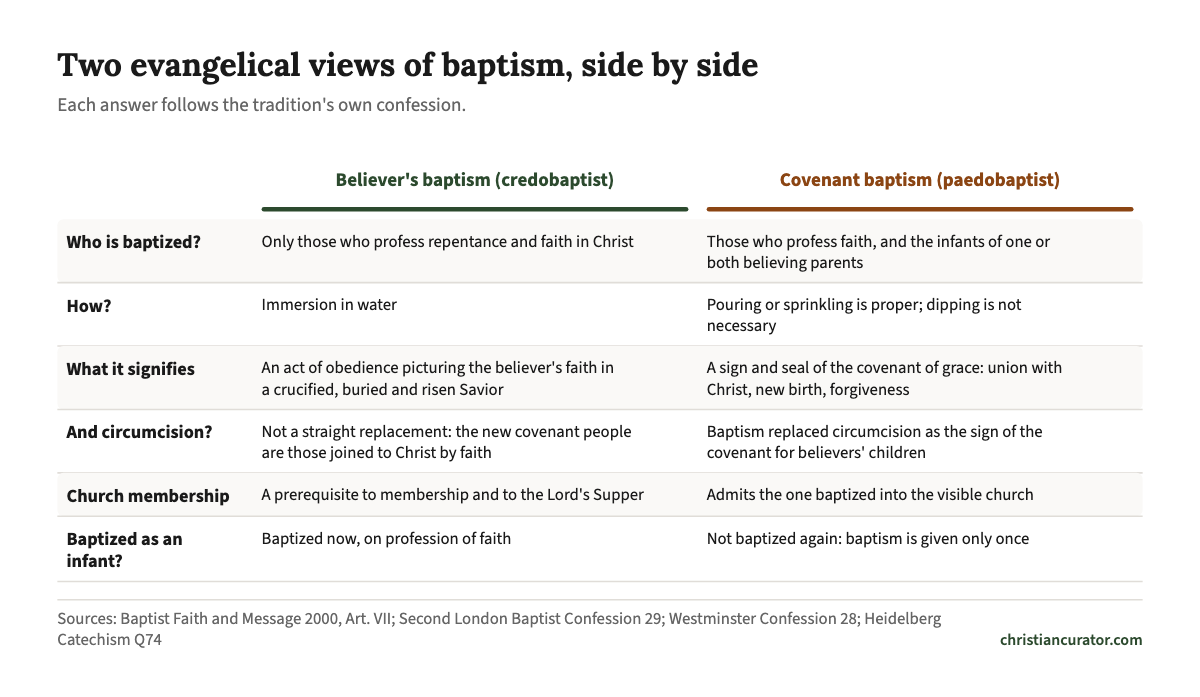 Two evangelical views of baptism, side by side
Each answer follows the tradition's own confession.
Believer's baptism (credobaptist)
Covenant baptism (paedobaptist)
Who is baptized?
Only those who profess repentance and faith in Christ
Those who profess faith, and the infants of one or
both believing parents
How?
Immersion in water
Pouring or sprinkling is proper; dipping is not
necessary
What it signifies
An act of obedience picturing the believer's faith in
a crucified, buried and risen Savior
A sign and seal of the covenant of grace: union with
Christ, new birth, forgiveness
And circumcision?
Not a straight replacement: the new covenant people
are those joined to Christ by faith
Baptism replaced circumcision as the sign of the
covenant for believers' children
Church membership
A prerequisite to membership and to the Lord's Supper
Admits the one baptized into the visible church
Baptized as an
infant?
Baptized now, on profession of faith
Not baptized again: baptism is given only once
Sources: Baptist Faith and Message 2000, Art. VII; Second London Baptist Confession 29; Westminster Confession 28; Heidelberg
Catechism Q74
christiancurator.com